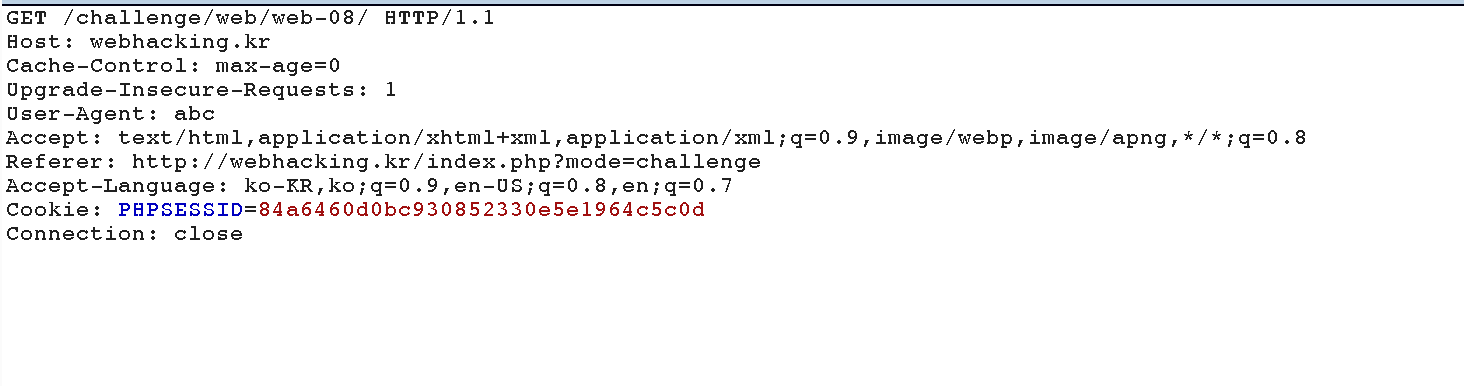 GET /challenge/web/web-08/ HTTP/1.1
Host: webhacking.kr
Cache-Control: max-age=0
Upgrade-Insecure-Requests: 1
User-Agent: abc
Accept: text/html,application/xhtml+xml,application/xml;q=0.9,image/webp,image/apng,*/*;q=0.8
Referer: http://webhacking.kr/index.php?mode=challenge
Accept-Language: ko-KR,ko;q=0.9,en-US;q=0.8,en;q=0.7
Cookie: PHPSESSID=84a6460d0bc930852330e5e1964c5c0d
Connection: close